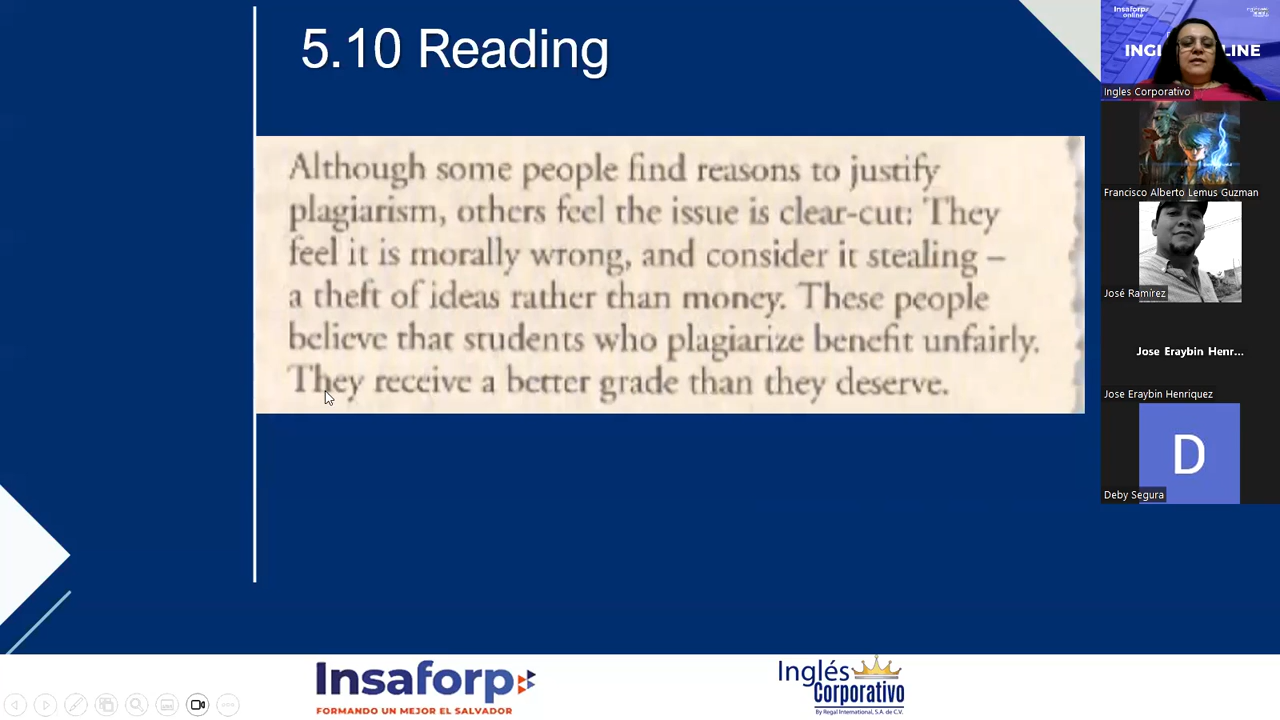 5.10 Reading
Although some people find reasons to justify
plagiarism, others feel the issue is clear-cut: They
feel it is morally wrong, and consider it stealing –
a theft of ideas rather than money. These people
believe that students who plagiarize benefit unfairly.
They receive a better grade than they deserve.
Insaforp
FORMANDO UN MEJOR EL SALVADOR
Inglés
Corporativo
By Regal International, S.A. de C.V.
Insaforp
online
INGL LINE
Ingles Corporativo
Francisco Alberto Lemus Guzman
José Ramírez
Jose Eraybin Henr...
Jose Eraybin Henriquez
D
Deby Segura